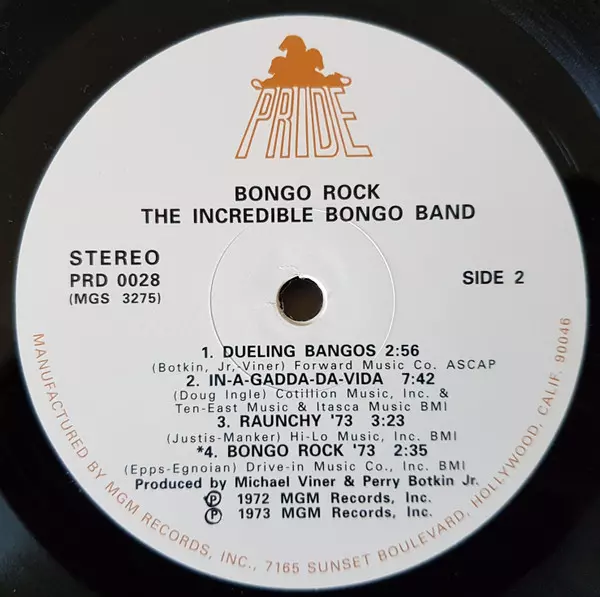 PRIDE
BONGO ROCK
THE INCREDIBLE BONGO BAND
STEREO
PRD 0028
(MGS 3275)
SIDE 2
1. DUELING BANGOS 2:56
(Botkin, Jr,-Viner) Forward Music Co. ASCAP
2. IN-A-GADDA-DA-VIDA 7:42
(Doug Ingle) Cotillion Music, Inc. &
Ten-East Music & Itasca Music BMI
3. RAUNCHY '73 3:23
(Justis-Manker) Hi-Lo Music, Inc. BMI
*4. BONGO ROCK '73 2:35
(Epps-Egnoian) Drive-in Music Co., Inc. BMI
Produced by Michael Viner & Perry Botkin Jr.
℗ 1972 MGM Records, Inc.
℗ 1973 MGM Records, Inc.
MANUFACTURED BY MGM RECORDS, INC., 7165 SUNSET BOULEVARD, HOLLYWOOD, CALIF. 90046